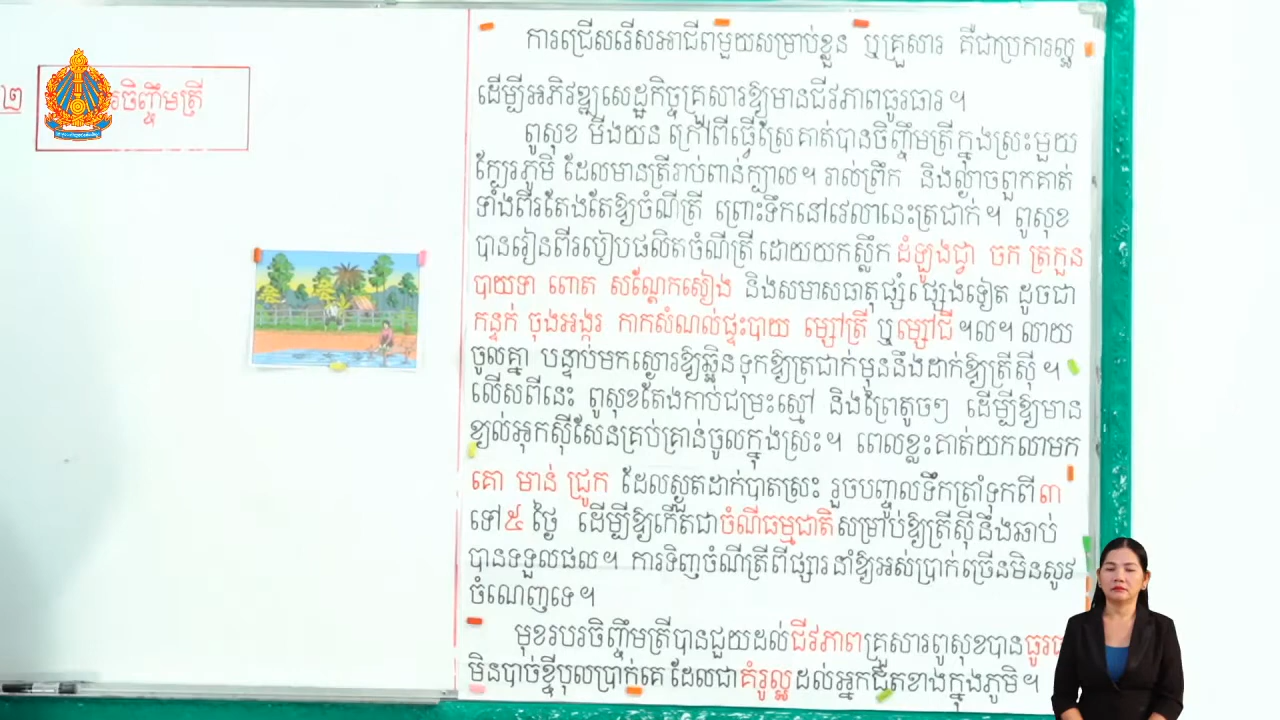 ២
រចិញ្ចឹមត្រី
ការជ្រើសរើសអាជីពមួយសម្រាប់ខ្លួន ឬគ្រួសារ គឺជាប្រការល្អ
ដើម្បីអភិវឌ្ឍសេដ្ឋកិច្ចគ្រួសារឱ្យមានជីវភាពធូរធារ ។
ពូសុខ មីងយន ក្រៅពីធ្វើស្រែគាត់បានចិញ្ចឹមត្រីក្នុងស្រះមួយ
ក្បែរភូមិ ដែលមានត្រីរាប់ពាន់ក្បាល។ រាល់ព្រឹក និងល្ងាចពួកគាត់
ទាំងពីរតែងតែឱ្យចំណីត្រី ព្រោះទឹកនៅវេលានេះត្រជាក់។ ពូសុខ
បានរៀនពីរបៀបផលិតចំណីត្រី ដោយយកស្លឹក ដំឡូងជ្វា ចក ត្រកួន
បាយទា ពោត សណ្ដែកសៀង និងសមាសធាតុផ្សំផ្សេងទៀត ដូចជា
កន្ទក់ ចុងអង្ករ កាកសំណល់ផ្ទះបាយ ម្សៅត្រី ឬម្សៅជី ។ល។ លាយ
ចូលគ្នា បន្ទាប់មកស្ងោរឱ្យឆ្អិនទុកឱ្យត្រជាក់មុននឹងដាក់ឱ្យត្រីស៊ី ។
លើសពីនេះ ពូសុខតែងកាប់ជម្រះស្មៅ និងព្រៃតូចៗ ដើម្បីឱ្យមាន
ខ្យល់អុកស៊ីសែនគ្រប់គ្រាន់ចូលក្នុងស្រះ។ ពេលខ្លះគាត់យកលាមក
គោ មាន់ ជ្រូក ដែលស្ងួតដាក់បាតស្រះ រួចបញ្ចូលទឹកត្រាំទុកពី៣
ទៅ៥ ថ្ងៃ ដើម្បីឱ្យកើតជាចំណីធម្មជាតិសម្រាប់ឱ្យត្រីស៊ីនឹងឆាប់
បានទទួលផល។ ការទិញចំណីត្រីពីផ្សារនាំឱ្យអស់ប្រាក់ច្រើនមិនសូវ
ចំណេញទេ។
មុខរបរចិញ្ចឹមត្រីបានជួយដល់ជីវភាពគ្រួសារពូសុខបានធូរធ
មិនបាច់ខ្ចីបុលប្រាក់គេ ដែលជាគំរូល្អដល់អ្នកជិតខាងក្នុងភូមិ។